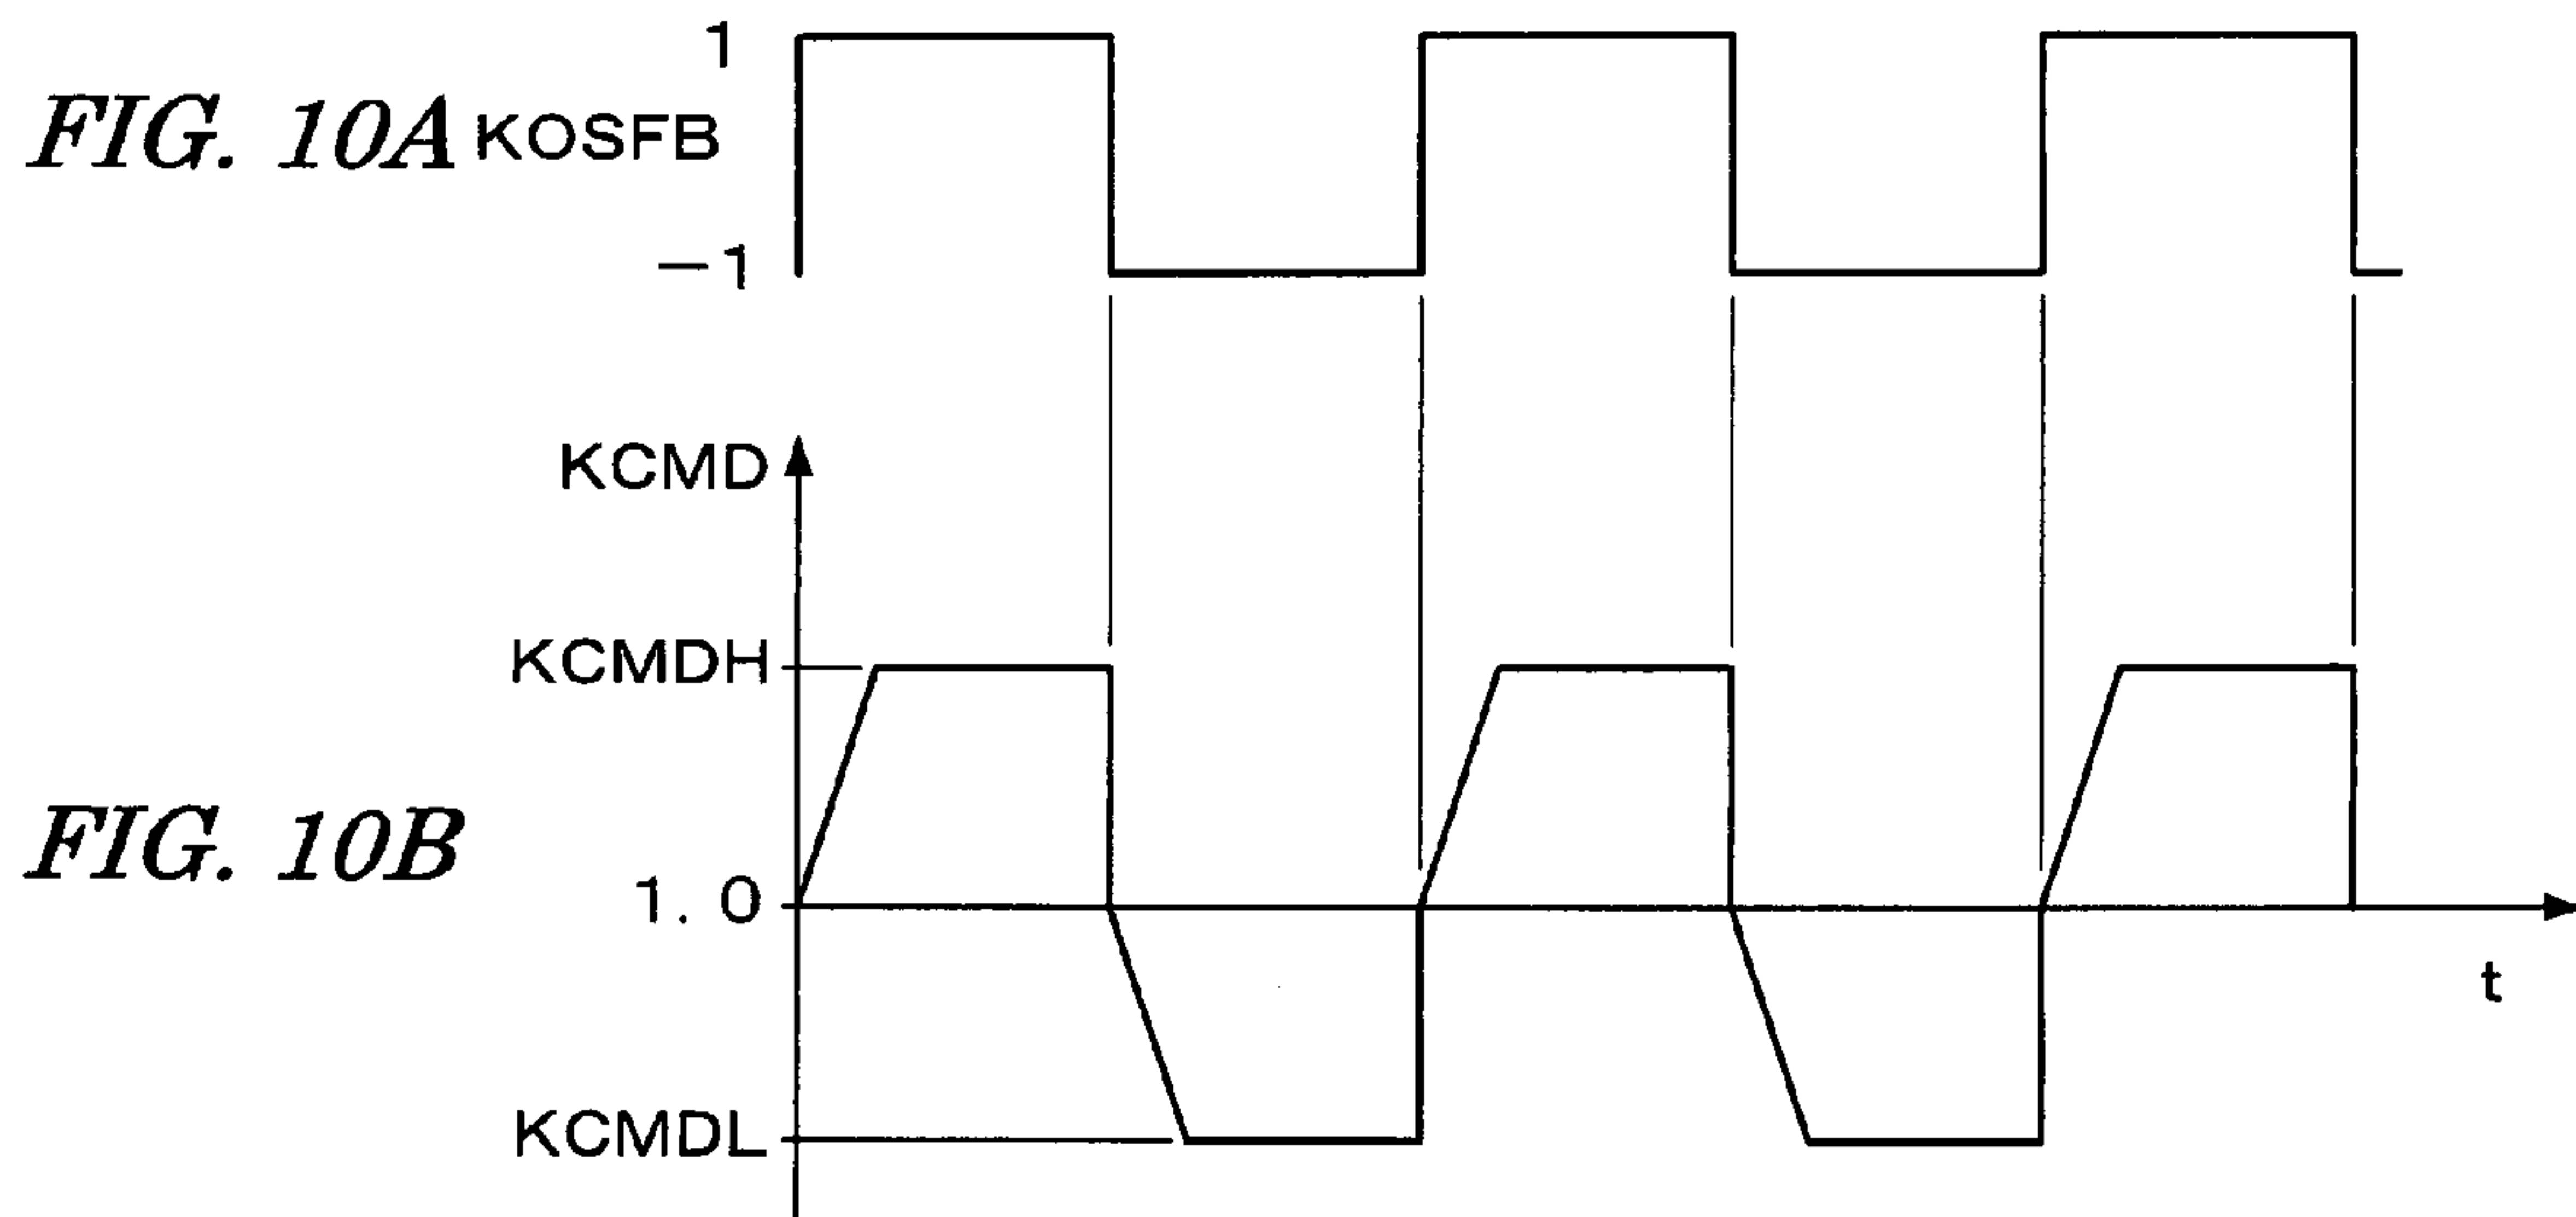 1
FIG. 10A KOSFB
−1
KCMD
KCMDH
FIG. 10B
1. 0
t
KCMDL